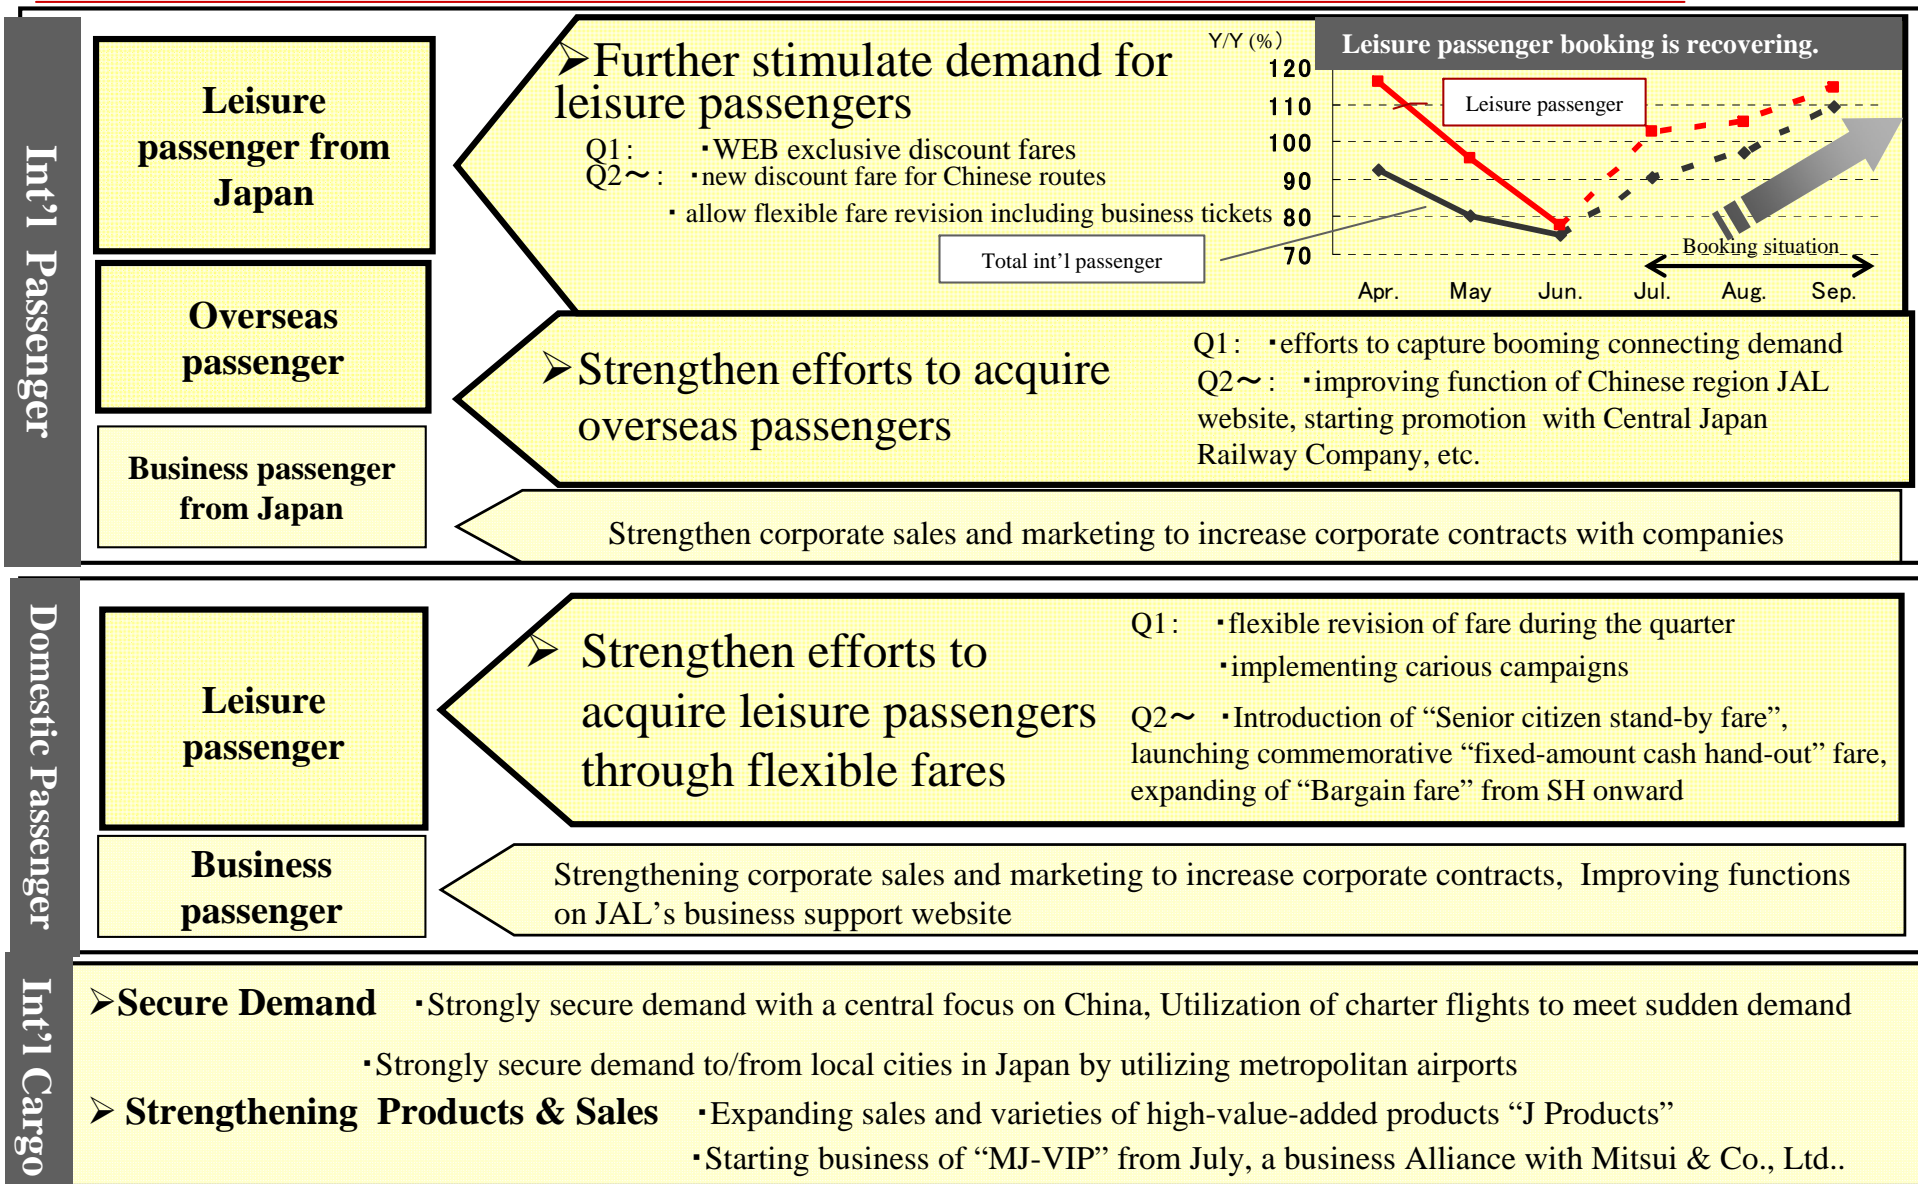 Int'l Passenger
Leisure
passenger from
Japan
➢Further stimulate demand for
leisure passengers
Q1: ・WEB exclusive discount fares
Q2～: ・new discount fare for Chinese routes
・allow flexible fare revision including business tickets
Y/Y (%)
Leisure passenger booking is recovering.
120
110
100
90
80
70
Leisure passenger
Total int'l passenger
Booking situation
Apr. May Jun. Jul. Aug. Sep.
Overseas
passenger
➢Strengthen efforts to acquire
overseas passengers
Q1: ・efforts to capture booming connecting demand
Q2～: ・improving function of Chinese region JAL
website, starting promotion with Central Japan
Railway Company, etc.
Business passenger
from Japan
Strengthen corporate sales and marketing to increase corporate contracts with companies
Domestic Passenger
Leisure
passenger
➢ Strengthen efforts to
acquire leisure passengers
through flexible fares
Q1: ・flexible revision of fare during the quarter
・implementing carious campaigns
Q2～ ・Introduction of “Senior citizen stand-by fare”,
launching commemorative “fixed-amount cash hand-out” fare,
expanding of “Bargain fare” from SH onward
Business
passenger
Strengthening corporate sales and marketing to increase corporate contracts, Improving functions
on JAL’s business support website
Int'l Cargo
➢Secure Demand ・Strongly secure demand with a central focus on China, Utilization of charter flights to meet sudden demand
・Strongly secure demand to/from local cities in Japan by utilizing metropolitan airports
➢ Strengthening Products & Sales ・Expanding sales and varieties of high-value-added products “J Products”
・Starting business of “MJ-VIP” from July, a business Alliance with Mitsui & Co., Ltd..